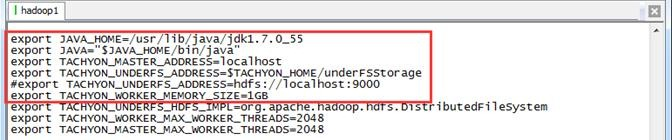 hadoop1
export JAVA_HOME=/usr/lib/java/jdk1.7.0_55
export JAVA="$JAVA_HOME/bin/java"
export TACHYON_MASTER_ADDRESS=localhost
export TACHYON_UNDERFS_ADDRESS=$TACHYON_HOME/underFSStorage
#export TACHYON_UNDERFS_ADDRESS=hdfs://localhost:9000
export TACHYON_WORKER_MEMORY_SIZE=1GB
export TACHYON_UNDERFS_HDFS_IMPL=org.apache.hadoop.hdfs.DistributedFileSystem
export TACHYON_WORKER_MAX_WORKER_THREADS=2048
export TACHYON_MASTER_MAX_WORKER_THREADS=2048